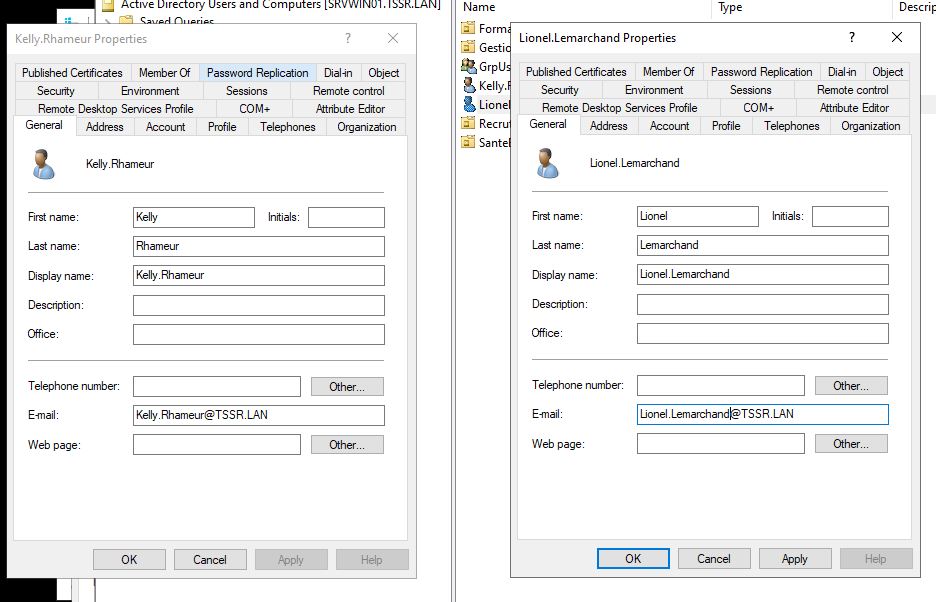 Active Directory Users and Computers [SRVWIN01.TSSR.LAN]
Saved Queries
Name
Type
Descrip
Forma
Gestio
GrpUs
Kelly.R
Lionel
Recrut
SanteE
Kelly.Rhameur Properties
?
Published Certificates
Member Of
Password Replication
Dial-in
Object
Security
Environment
Sessions
Remote control
Remote Desktop Services Profile
COM+
Attribute Editor
General
Address
Account
Profile
Telephones
Organization
Kelly.Rhameur
First name:
Kelly
Initials:
Last name:
Rhameur
Display name:
Kelly.Rhameur
Description:
Office:
Telephone number:
Other...
E-mail:
Kelly.Rhameur@TSSR.LAN
Web page:
Other...
OK
Cancel
Apply
Help
Lionel.Lemarchand Properties
?
Published Certificates
Member Of
Password Replication
Dial-in
Object
Security
Environment
Sessions
Remote control
Remote Desktop Services Profile
COM+
Attribute Editor
General
Address
Account
Profile
Telephones
Organization
Lionel.Lemarchand
First name:
Lionel
Initials:
Last name:
Lemarchand
Display name:
Lionel.Lemarchand
Description:
Office:
Telephone number:
Other...
E-mail:
Lionel.Lemarchand@TSSR.LAN
Web page:
Other...
OK
Cancel
Apply
Help